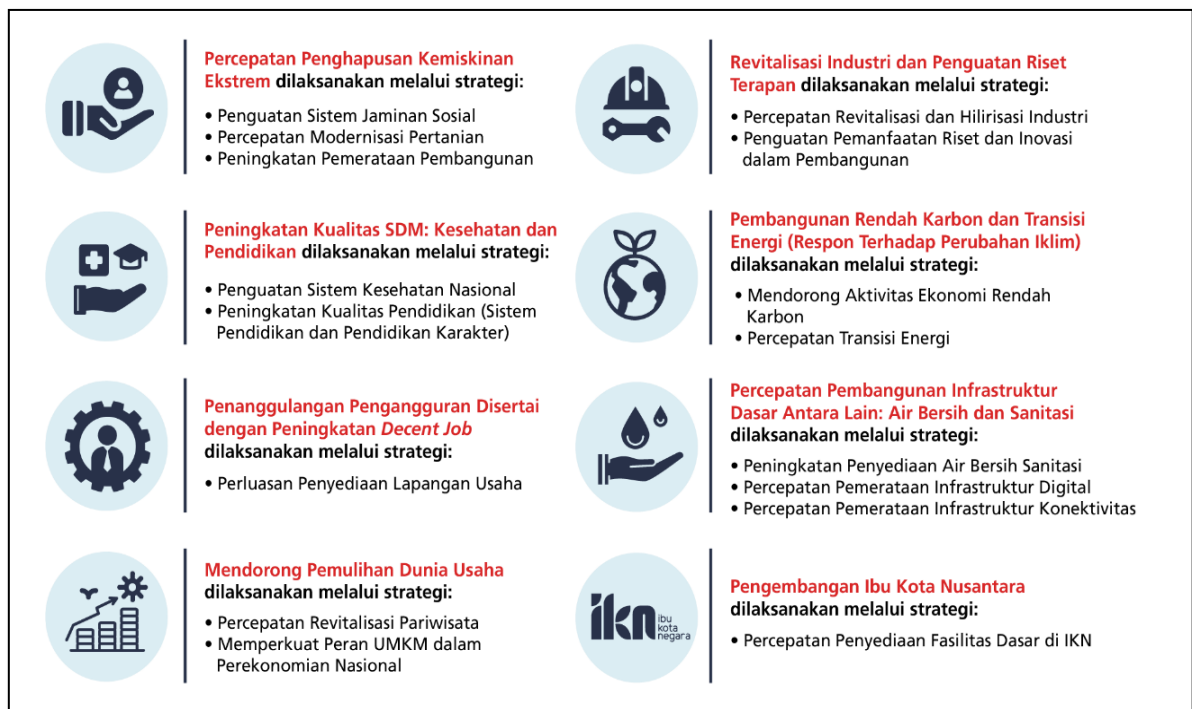 Percepatan Penghapusan Kemiskinan
Ekstrem dilaksanakan melalui strategi:
• Penguatan Sistem Jaminan Sosial
• Percepatan Modernisasi Pertanian
• Peningkatan Pemerataan Pembangunan
Peningkatan Kualitas SDM: Kesehatan dan
Pendidikan dilaksanakan melalui strategi:
• Penguatan Sistem Kesehatan Nasional
• Peningkatan Kualitas Pendidikan (Sistem
Pendidikan dan Pendidikan Karakter)
Penanggulangan Pengangguran Disertai
dengan Peningkatan Decent Job
dilaksanakan melalui strategi:
• Perluasan Penyediaan Lapangan Usaha
Mendorong Pemulihan Dunia Usaha
dilaksanakan melalui strategi:
• Percepatan Revitalisasi Pariwisata
• Memperkuat Peran UMKM dalam
Perekonomian Nasional
Revitalisasi Industri dan Penguatan Riset
Terapan dilaksanakan melalui strategi:
• Percepatan Revitalisasi dan Hilirisasi Industri
• Penguatan Pemanfaatan Riset dan Inovasi
dalam Pembangunan
Pembangunan Rendah Karbon dan Transisi
Energi (Respon Terhadap Perubahan Iklim)
dilaksanakan melalui strategi:
• Mendorong Aktivitas Ekonomi Rendah
Karbon
• Percepatan Transisi Energi
Percepatan Pembangunan Infrastruktur
Dasar Antara Lain: Air Bersih dan Sanitasi
dilaksanakan melalui strategi:
• Peningkatan Penyediaan Air Bersih Sanitasi
• Percepatan Pemerataan Infrastruktur Digital
• Percepatan Pemerataan Infrastruktur Konektivitas
ikn ibu
kota
negara
Pengembangan Ibu Kota Nusantara
dilaksanakan melalui strategi:
• Percepatan Penyediaan Fasilitas Dasar di IKN